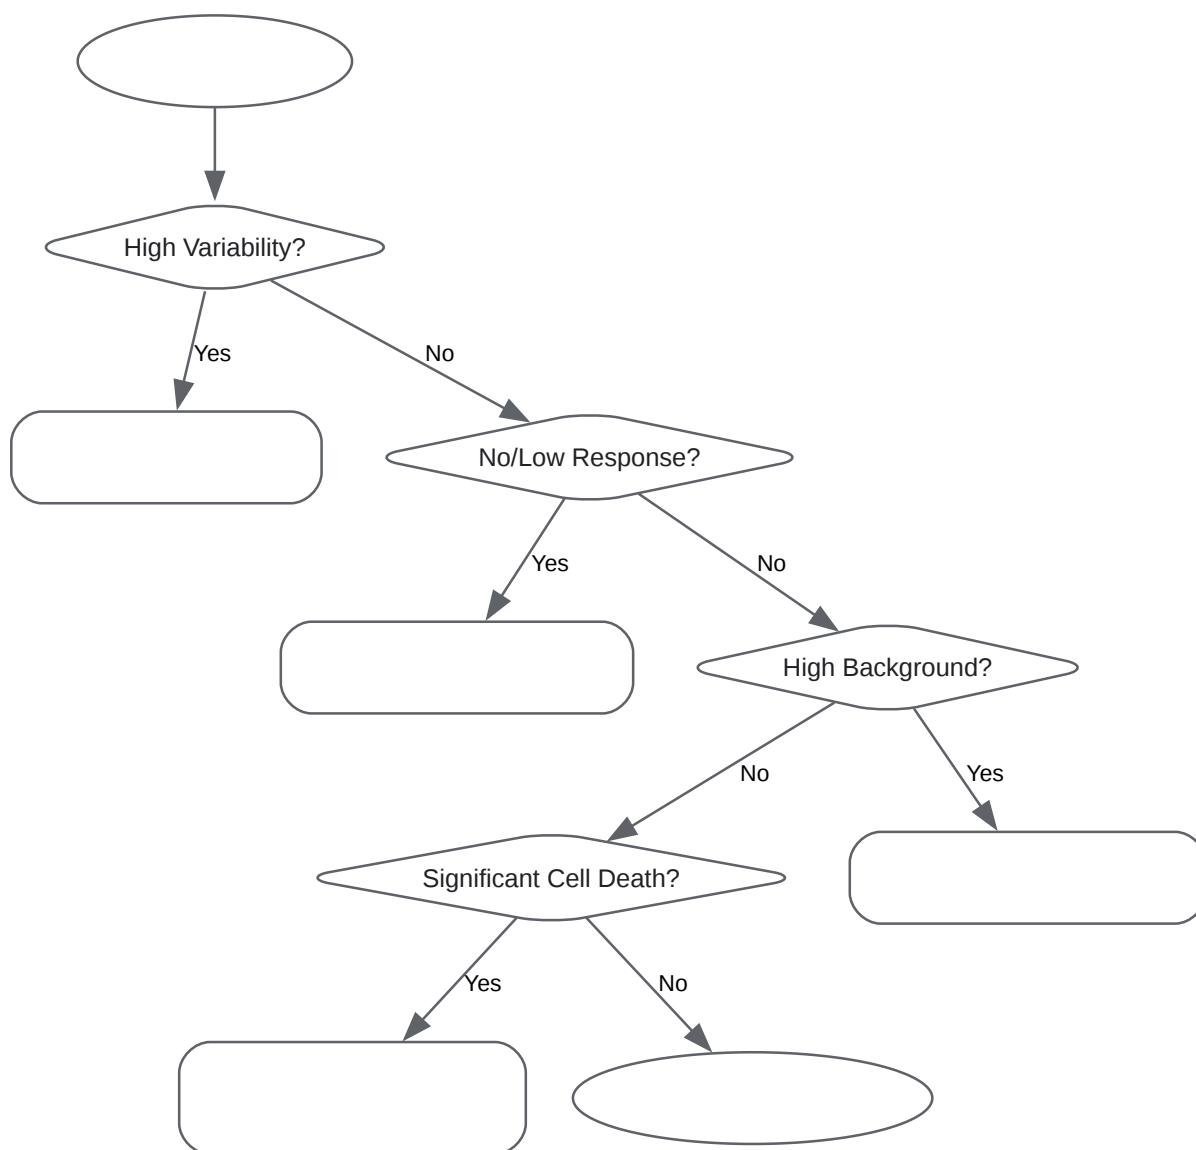 High Variability?
Yes
No
No/Low Response?
Yes
No
High Background?
No
Yes
Significant Cell Death?
Yes
No